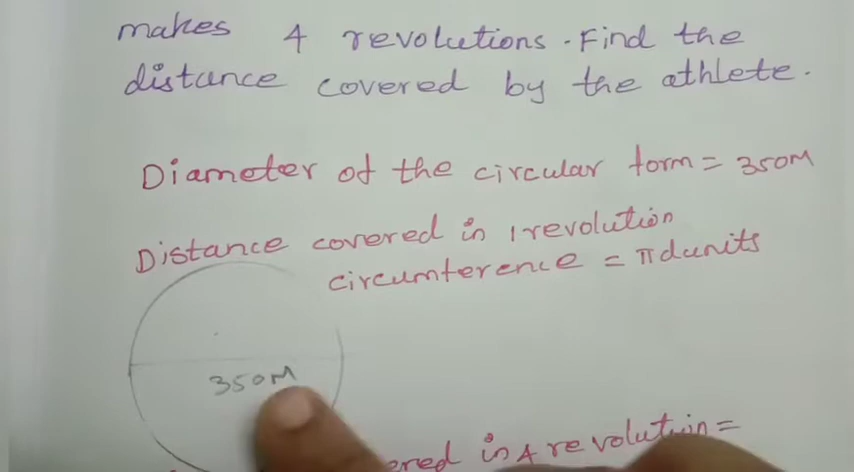 makes 4 revolutions. Find the
distance covered by the athlete.
Diameter of the circular form = 350M
Distance covered in 1 revolution
circumference = πd units
350M
ered in 4 revolution =